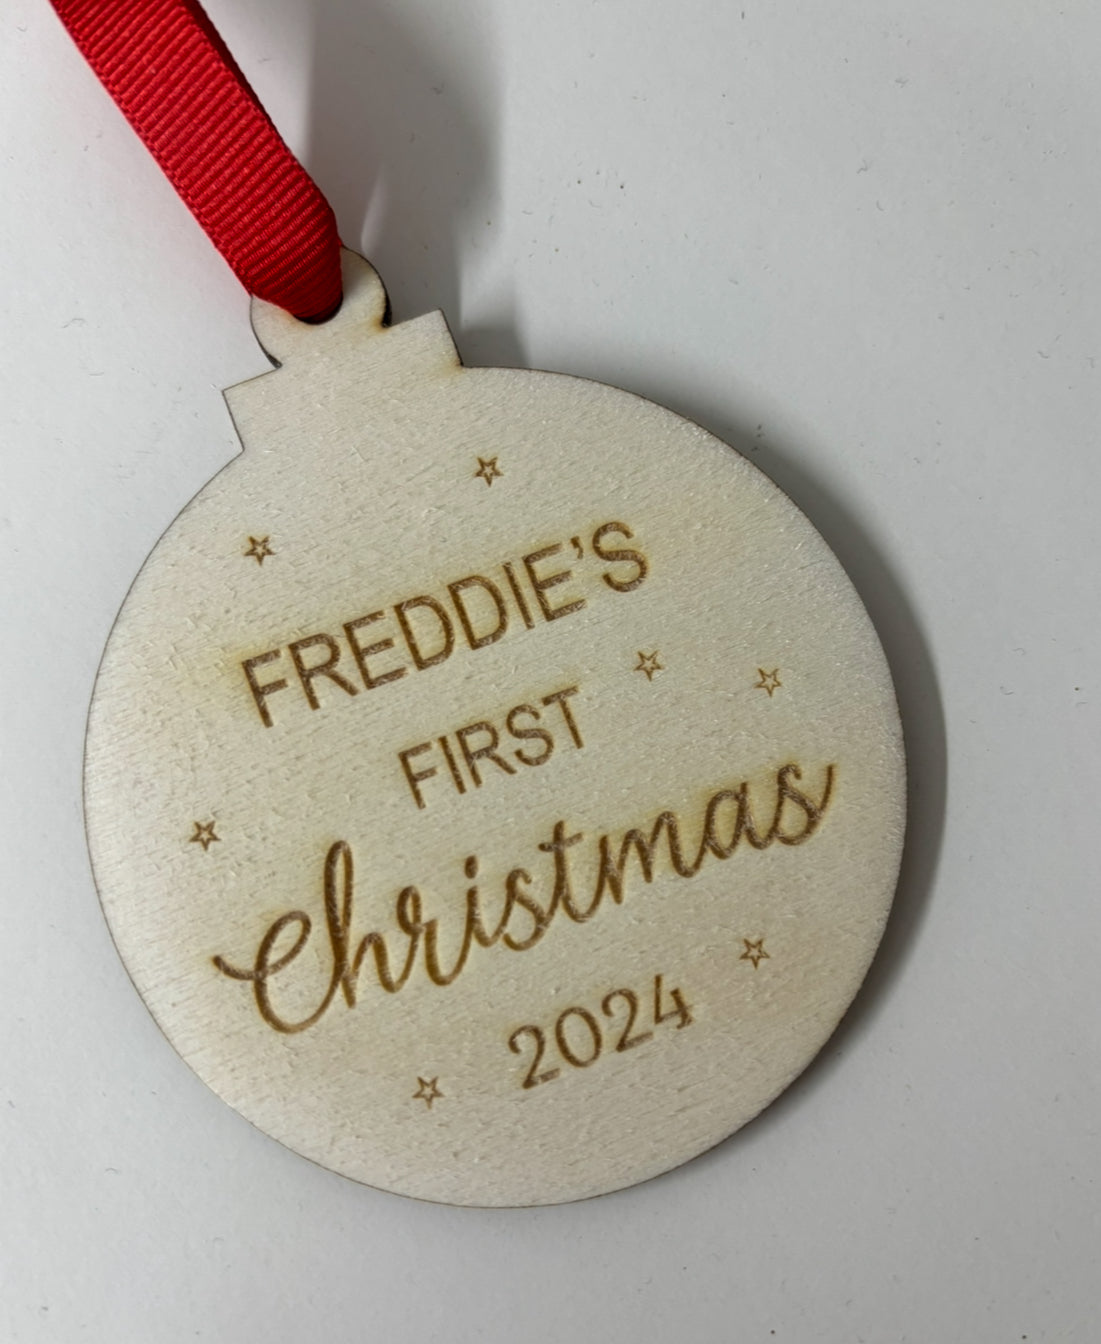 FREDDIE’S
FIRST
Christmas
2024